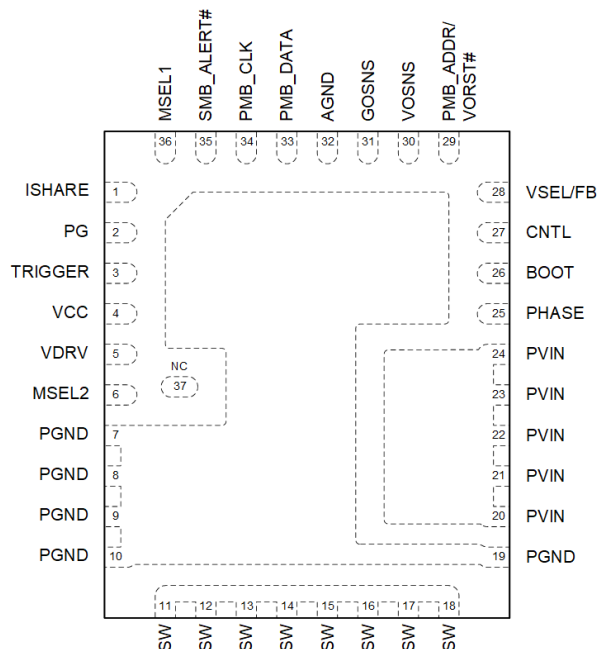 MSEL1
SMB_ALERT#
PMB_CLK
PMB_DATA
AGND
GOSNS
VOSNS
PMB_ADDR/
VORST#
36
35
34
33
32
31
30
29
ISHARE 1
28 VSEL/FB
PG 2
27 CNTL
TRIGGER 3
26 BOOT
VCC 4
25 PHASE
VDRV 5
24 PVIN
NC
37
MSEL2 6
23 PVIN
PGND 7
22 PVIN
PGND 8
21 PVIN
PGND 9
20 PVIN
PGND 10
19 PGND
11
12
13
14
15
16
17
18
SW
SW
SW
SW
SW
SW
SW
SW